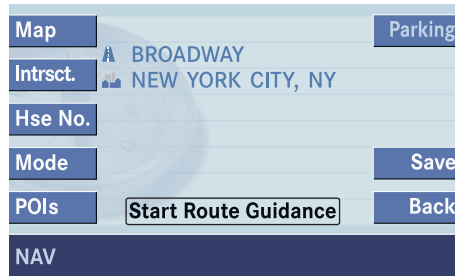 Map
Parking
BROADWAY
Intrsct.
NEW YORK CITY, NY
Hse No.
Mode
Save
POIs
Start Route Guidance
Back
NAV